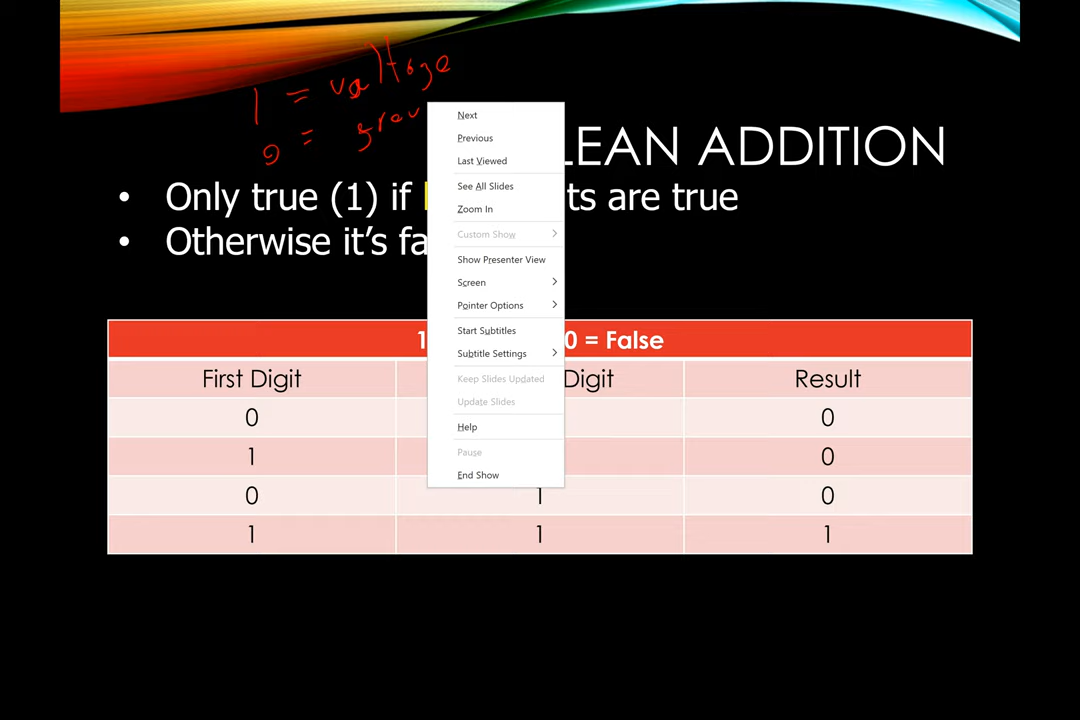 1 = voltage
0 =
LEAN ADDITION
• Only true (1) if ts are true
• Otherwise it's fa
Next
Previous
Last Viewed
See All Slides
Zoom In
Custom Show
Show Presenter View
Screen
Pointer Options
Start Subtitles
Subtitle Settings
Keep Slides Updated
Update Slides
Help
Pause
End Show
1 0 = False
First Digit Digit Result
0 0
1 0
0 1 0
1 1 1